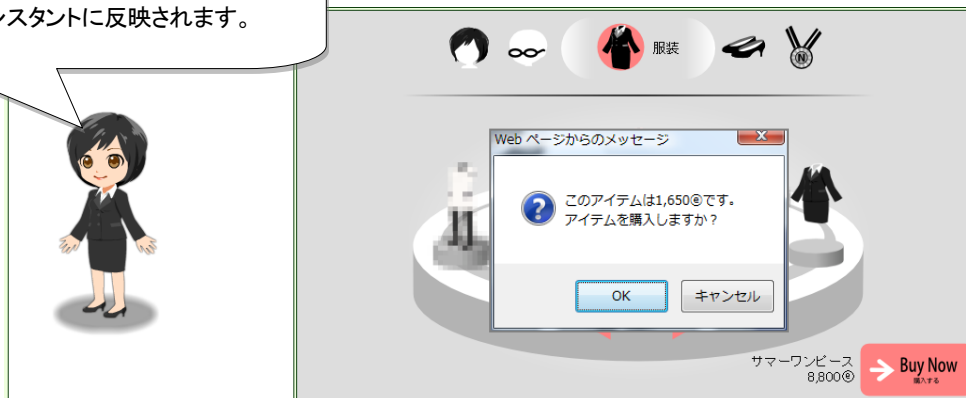 スタントに反映されます。
服装
N
Web ページからのメッセージ
このアイテムは1,650ⓔです。
アイテムを購入しますか？
OK
キャンセル
サマーワンピース
8,800ⓔ
Buy Now
購入する